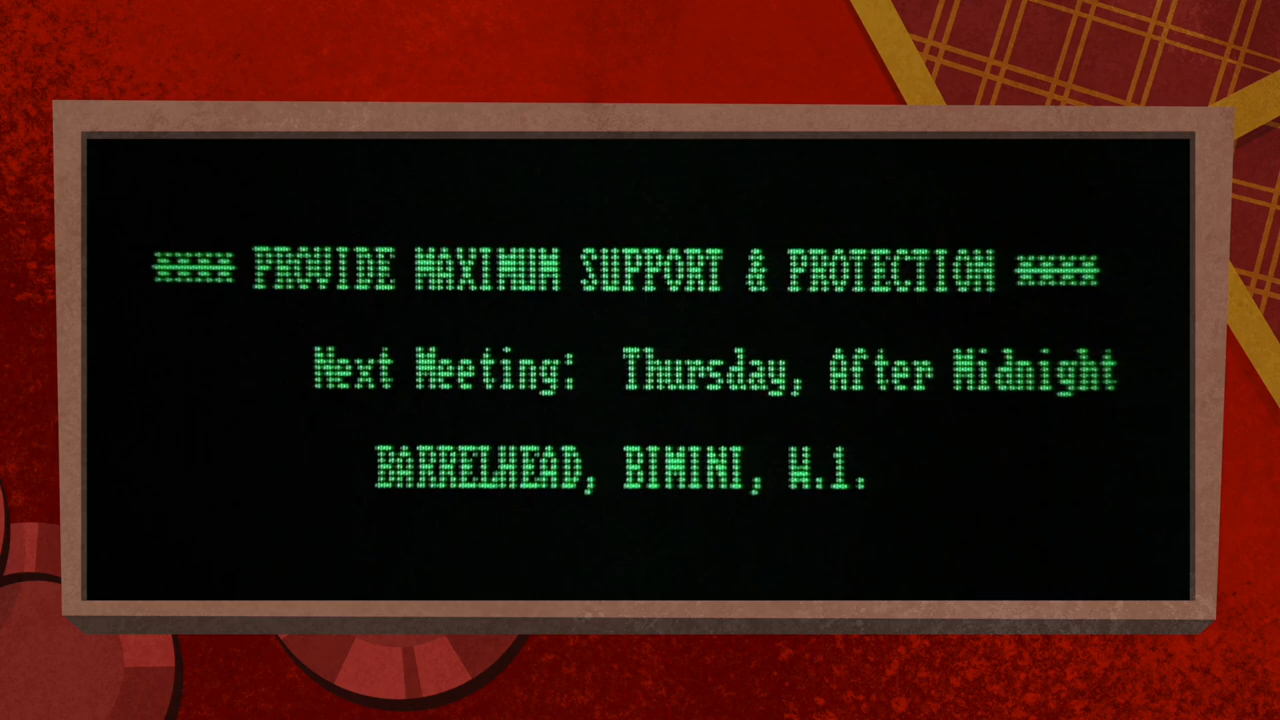 **** PROVIDE MAXIMUM SUPPORT & PROTECTION ****
Next Meeting: Thursday, After Midnight
BARRELHEAD, BIMINI, W.I.